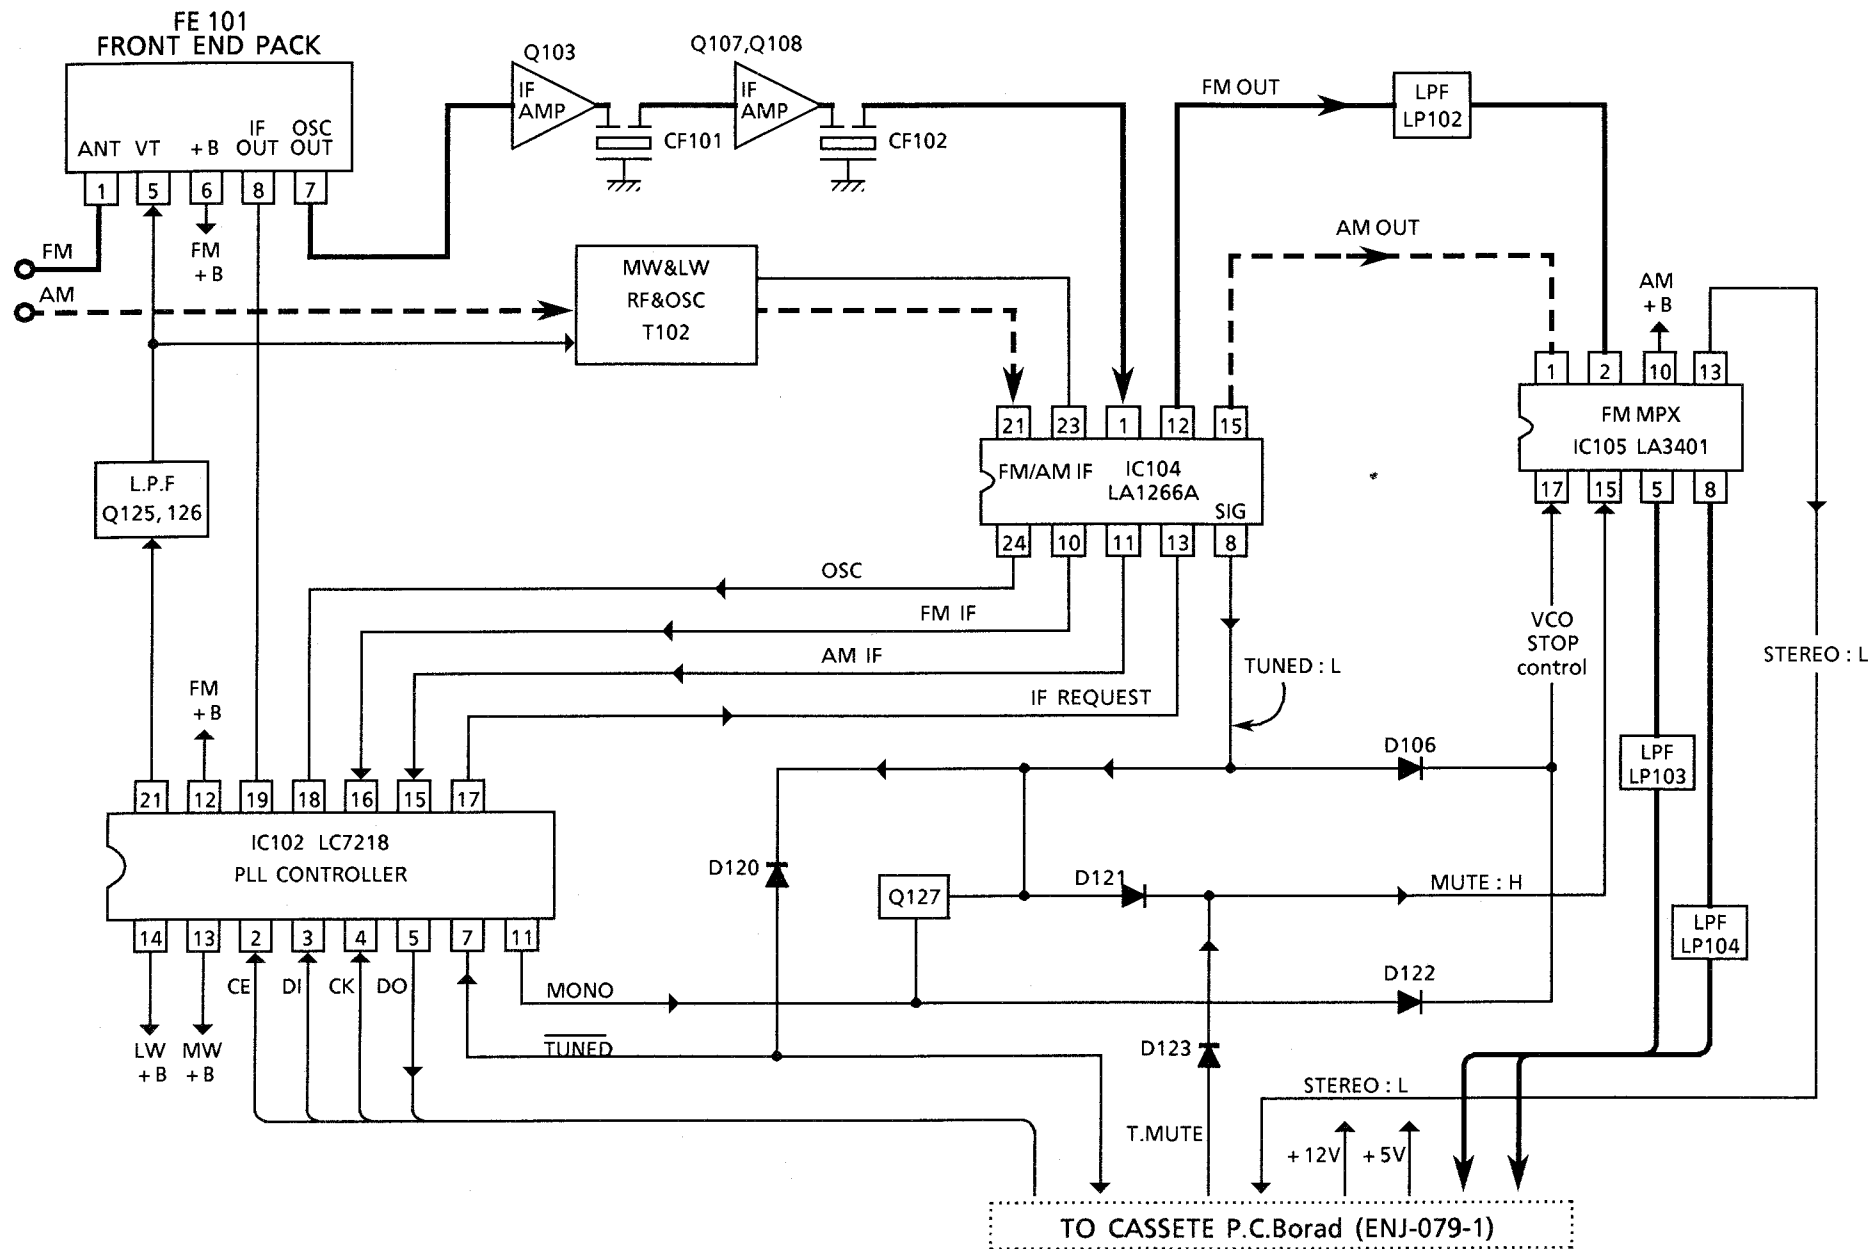 FE 101
FRONT END PACK
ANT VT +B IF OUT OSC OUT
1 5 6 8 7
FM
AM
FM
+B
Q103
IF
AMP
CF101
Q107,Q108
IF
AMP
CF102
FM OUT
LPF
LP102
MW&LW
RF&OSC
T102
AM OUT
AM
+B
1 2 10 13
FM MPX
IC105 LA3401
17 15 5 8
21 23 1 12 15
FM/AM IF
IC104
LA1266A
SIG
24 10 11 13 8
L.P.F
Q125, 126
OSC
FM IF
AM IF
IF REQUEST
TUNED : L
VCO
STOP
control
STEREO : L
FM
+B
21 12 19 18 16 15 17
IC102 LC7218
PLL CONTROLLER
14 13 2 3 4 5 7 11
D106
LPF
LP103
D120
Q127
D121
MUTE : H
LPF
LP104
CE DI CK DO
MONO
D122
LW
+B
MW
+B
TUNED
D123
STEREO : L
T.MUTE
+12V +5V
TO CASSETE P.C.Borad (ENJ-079-1)